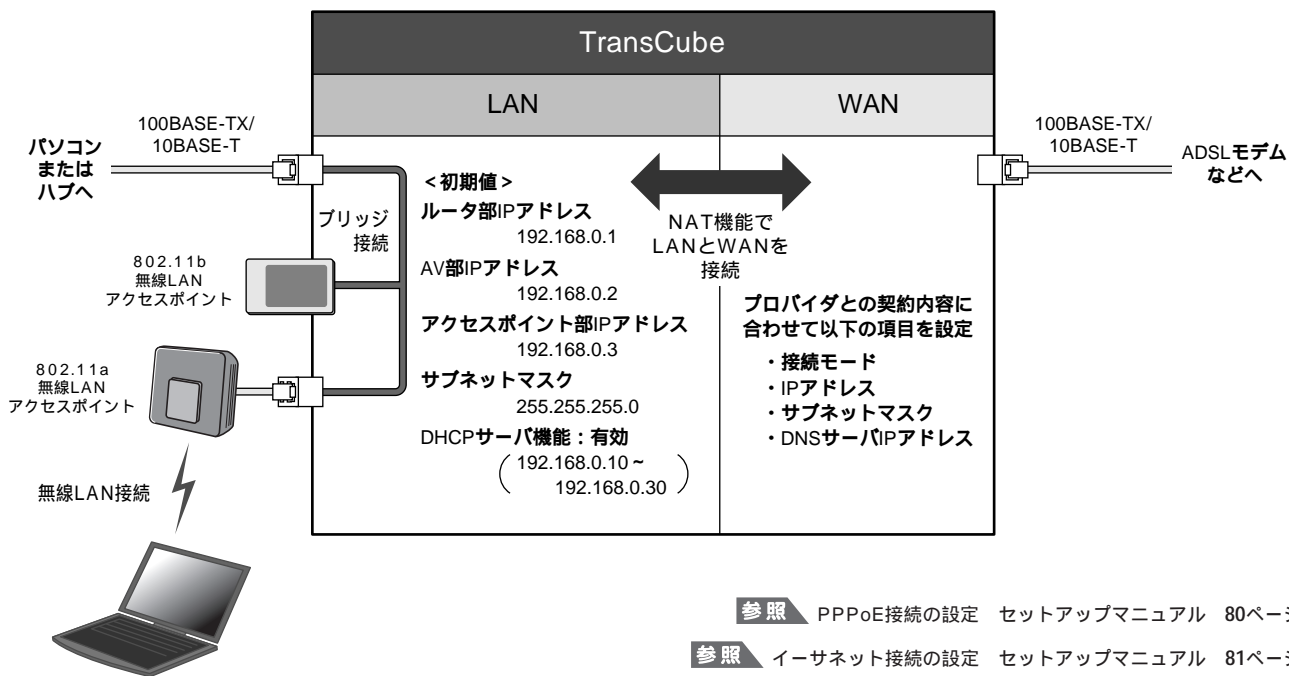 TransCube
LAN
WAN
100BASE-TX/
10BASE-T
パソコン
または
ハブへ
ブリッジ
接続
802.11b
無線LAN
アクセスポイント
802.11a
無線LAN
アクセスポイント
無線LAN接続
<初期値>
ルータ部IPアドレス
192.168.0.1
AV部IPアドレス
192.168.0.2
アクセスポイント部IPアドレス
192.168.0.3
サブネットマスク
255.255.255.0
DHCPサーバ機能：有効
( 192.168.0.10~
192.168.0.30 )
NAT機能で
LANとWANを
接続
プロバイダとの契約内容に
合わせて以下の項目を設定
・接続モード
・IPアドレス
・サブネットマスク
・DNSサーバIPアドレス
100BASE-TX/
10BASE-T
ADSLモデム
などへ
参照 PPPoE接続の設定 セットアップマニュアル 80ページ
参照 イーサネット接続の設定 セットアップマニュアル 81ページ